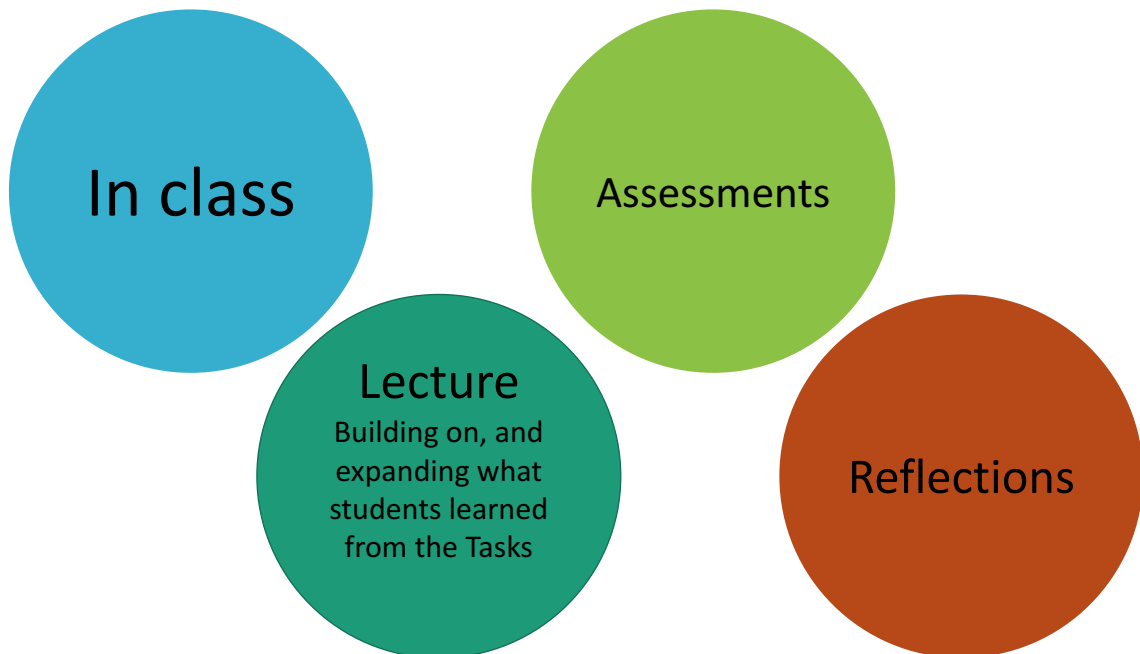 In class
Assessments
Lecture
Building on, and
expanding what
students learned
from the Tasks
Reflections